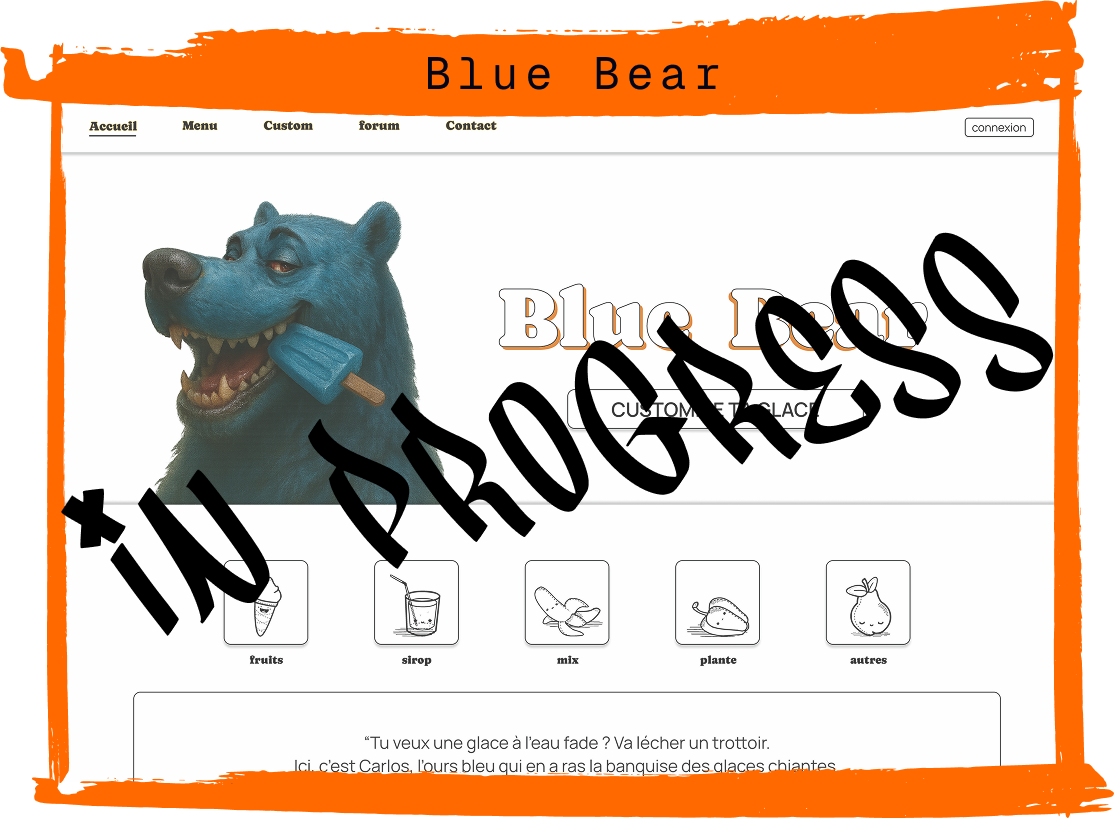 Blue Bear
Accueil Menu Custom forum Contact connexion
Blue Bear
CUSTOMISE TA GLACE
IN PROGRESS
fruits sirop mix plante autres
“Tu veux une glace à l'eau fade ? Va lécher un trottoir.
Ici, c'est Carlos, l'ours bleu qui en a ras la banquise des glaces chiantes